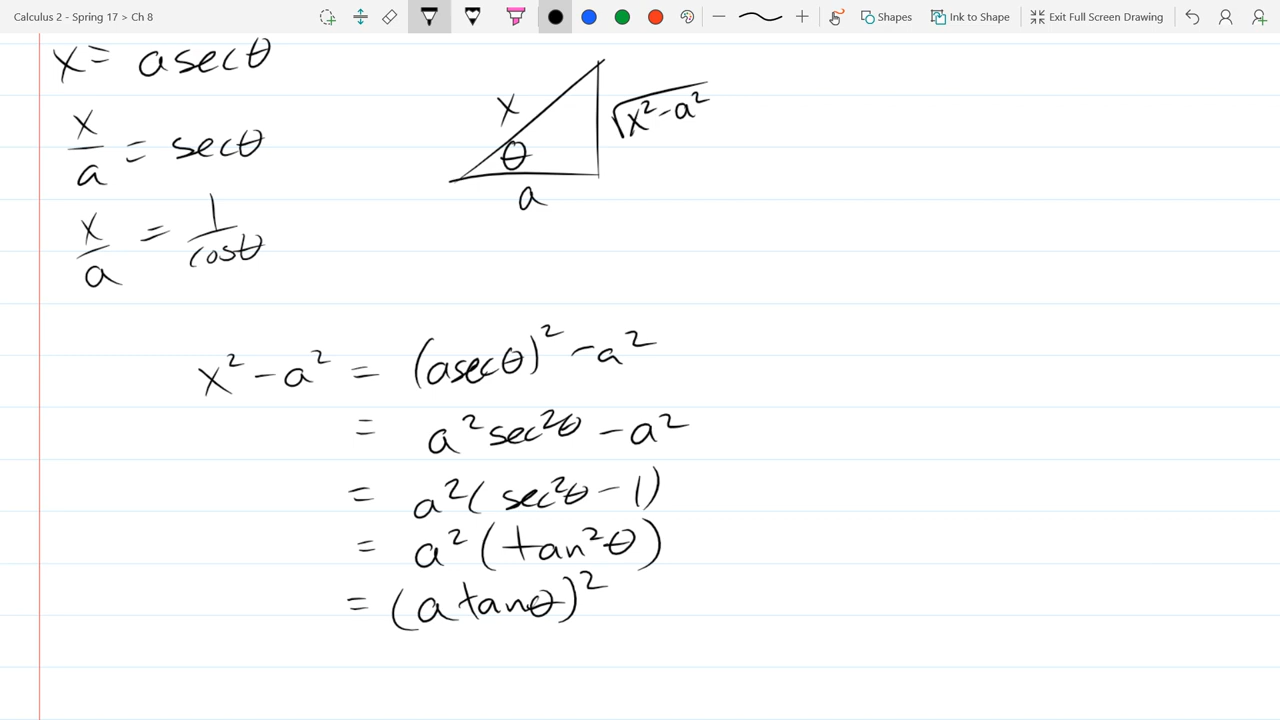 Calculus 2 - Spring 17 > Ch 8
Shapes
Ink to Shape
Exit Full Screen Drawing
x = a secθ
x/a = secθ
x/a = 1/cosθ
x
θ
a
√x² - a²
x² - a² = (a secθ)² - a²
= a² sec²θ - a²
= a² ( sec²θ - 1)
= a² ( tan²θ )
= (a tanθ )²